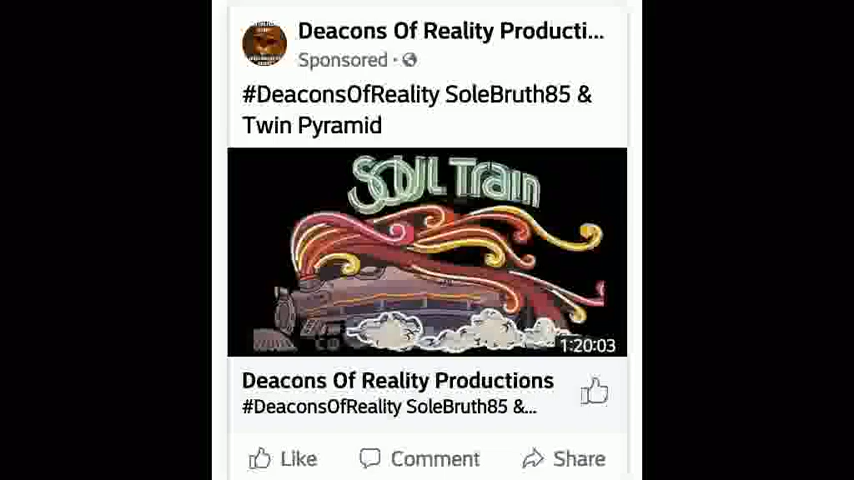 Deacons Of Reality Producti...
Sponsored ·
#DeaconsOfReality SoleBruth85 &
Twin Pyramid
SOUL Train
1:20:03
Deacons Of Reality Productions
#DeaconsOfReality SoleBruth85 &...
Like Comment Share